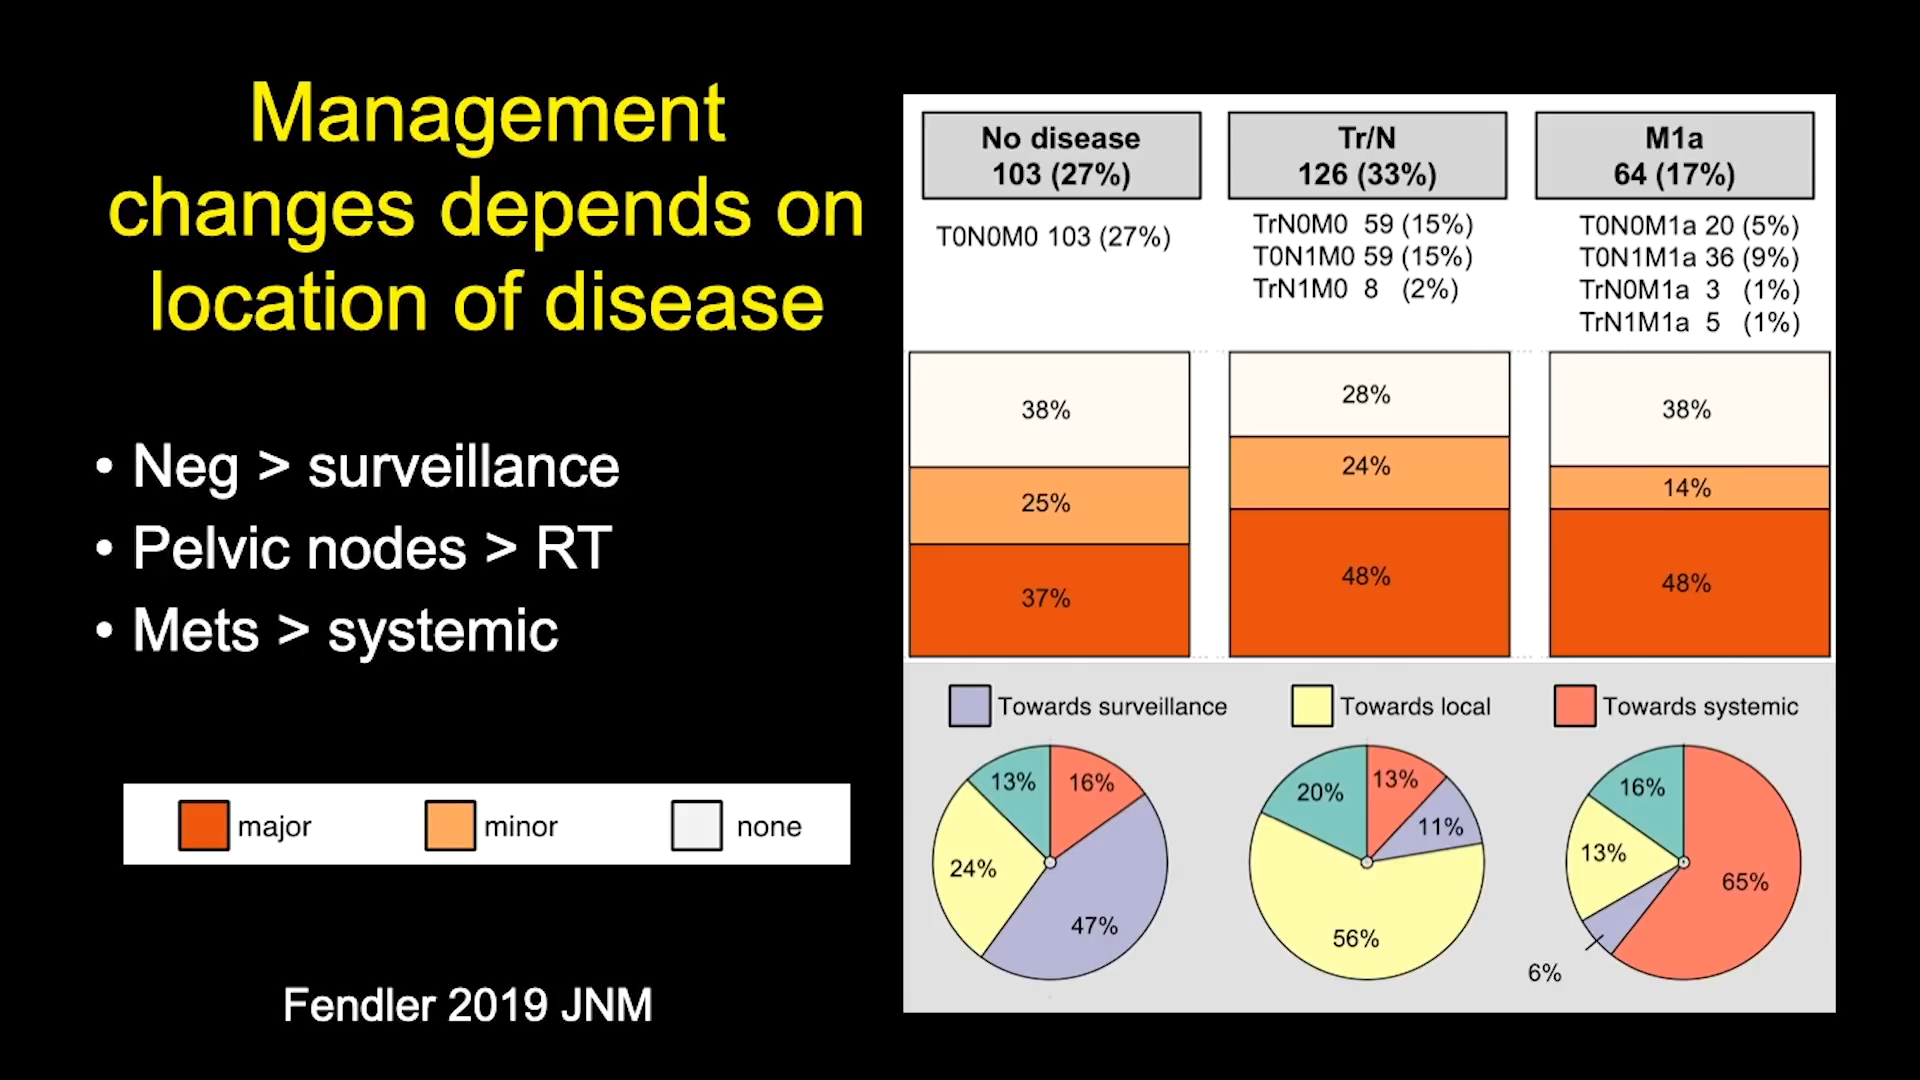 Management
changes depends on
location of disease
• Neg > surveillance
• Pelvic nodes > RT
• Mets > systemic
major
minor
none
Fendler 2019 JNM
No disease
103 (27%)
T0N0M0 103 (27%)
Tr/N
126 (33%)
TrN0M0 59 (15%)
T0N1M0 59 (15%)
TrN1M0 8 (2%)
M1a
64 (17%)
T0N0M1a 20 (5%)
T0N1M1a 36 (9%)
TrN0M1a 3 (1%)
TrN1M1a 5 (1%)
38%
25%
37%
28%
24%
48%
38%
14%
48%
Towards surveillance
Towards local
Towards systemic
13%
16%
24%
47%
20%
13%
11%
56%
16%
13%
65%
6%